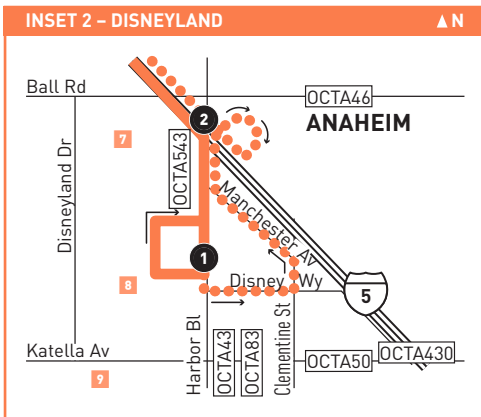 INSET 2 – DISNEYLAND
▲N
Ball Rd
OCTA46
2
ANAHEIM
7
OCTA543
Disneyland Dr
Manchester Av
1
8
Disney Wy
5
Harbor Bl
OCTA43
OCTA83
Clementine St
Katella Av
OCTA50
OCTA430
9